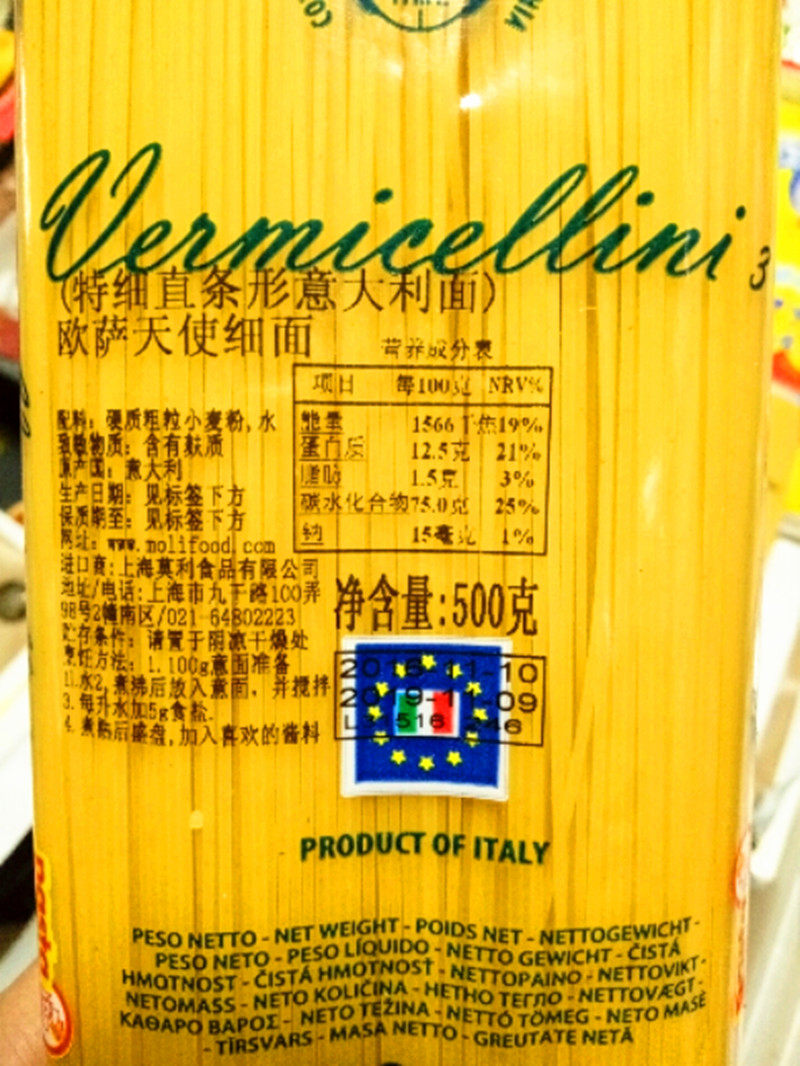 Vermicellini 3
(特细直条形意大利面)
欧萨天使细面
营养成分表
项目 每100克 NRV%
能量 1566千焦 19%
蛋白质 12.5克 21%
脂肪 1.5克 3%
碳水化合物 75.0克 25%
钠 15毫克 1%
配料: 硬质粗粒小麦粉, 水
致敏物质: 含有麸质
原产国: 意大利
生产日期: 见标签下方
保质期至: 见标签下方
网址: www.molifood.com
进口商: 上海莫利食品有限公司
地址/电话: 上海市九干路100弄
98号2幢南区/021-64802223
贮存条件: 请置于阴凉干燥处
烹饪方法: 1.100g意面准备
1L水2.煮沸后放入意面, 并搅拌
3.每升水加5g食盐.
4.煮熟后盛盘, 加入喜欢的酱料
净含量:500克
2016-11-10
2019-11-09
PRODUCT OF ITALY
PESO NETTO - NET WEIGHT - POIDS NET - NETTOGEWICHT -
PESO NETO - PESO LÍQUIDO - NETTO GEWICHT - ČISTÁ
HMOTNOSŤ - ČISTÁ HMOTNOST - NETTOPAINO - NETTOVIKT -
NETOMASS - NETO KOLIČINA - НЕТНО ТЕГЛО - NETTOVÆGT -
ΚΑΘΑΡΟ ΒΑΡΟΣ - NETO TEŽINA - NETTÓ TÖMEG - NETO MASE
- TĪRSVARS - MASA NETTO - GREUTATE NETĂ